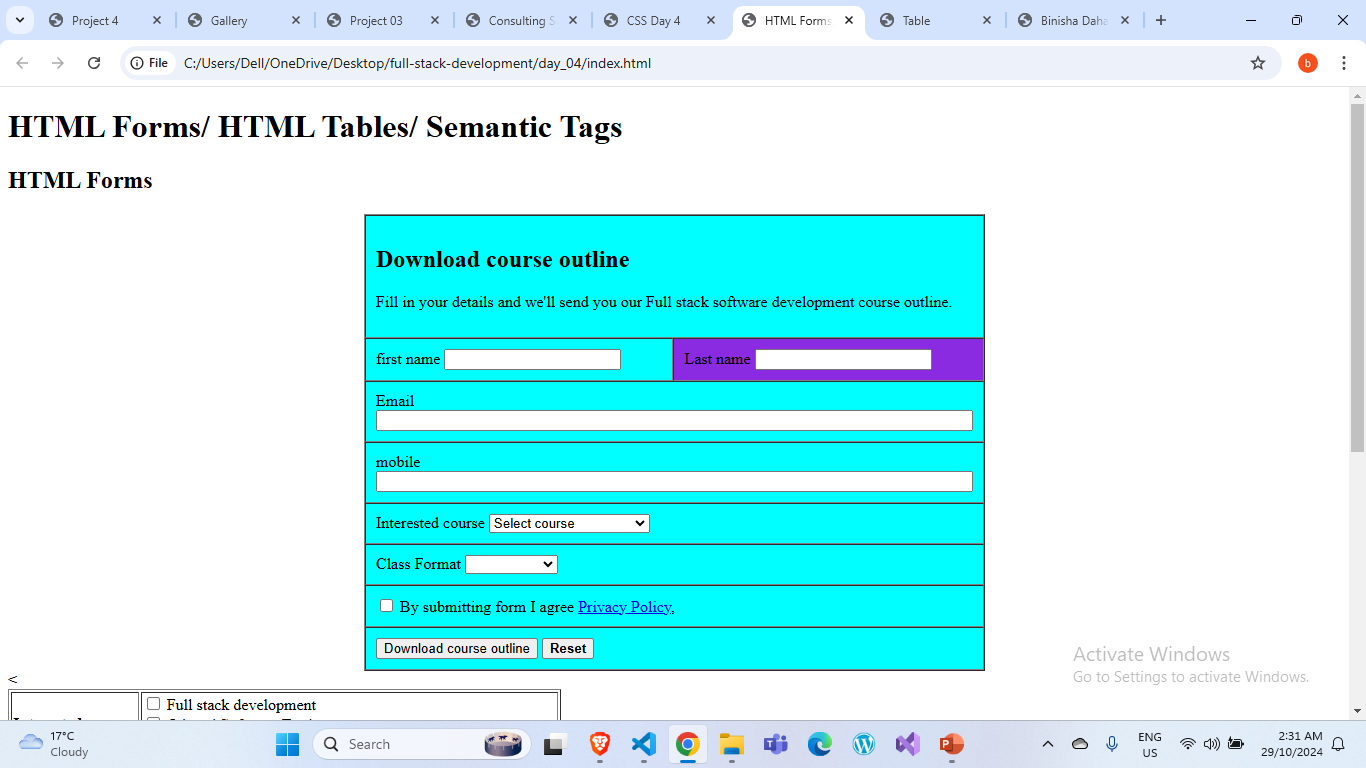 Project 4
Gallery
Project 03
Consulting S
CSS Day 4
HTML Forms
Table
Binisha Daha
File
C:/Users/Dell/OneDrive/Desktop/full-stack-development/day_04/index.html
b
HTML Forms/ HTML Tables/ Semantic Tags
HTML Forms
Download course outline
Fill in your details and we'll send you our Full stack software development course outline.
first name
Last name
Email
mobile
Interested course Select course
Class Format
By submitting form I agree Privacy Policy,
Download course outline Reset
<
Full stack development
Activate Windows
Go to Settings to activate Windows.
17°C
Cloudy
Search
ENG
US
2:31 AM
29/10/2024